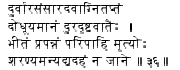 दुर्वारसंसारदवाग्नितप्तं
दोधूयमानं दुरदृष्टवातैः ।
भीतं प्रपन्नं परिपाहि मृत्योः
शरण्यमन्यद्यदहं न जाने ॥ ३६॥